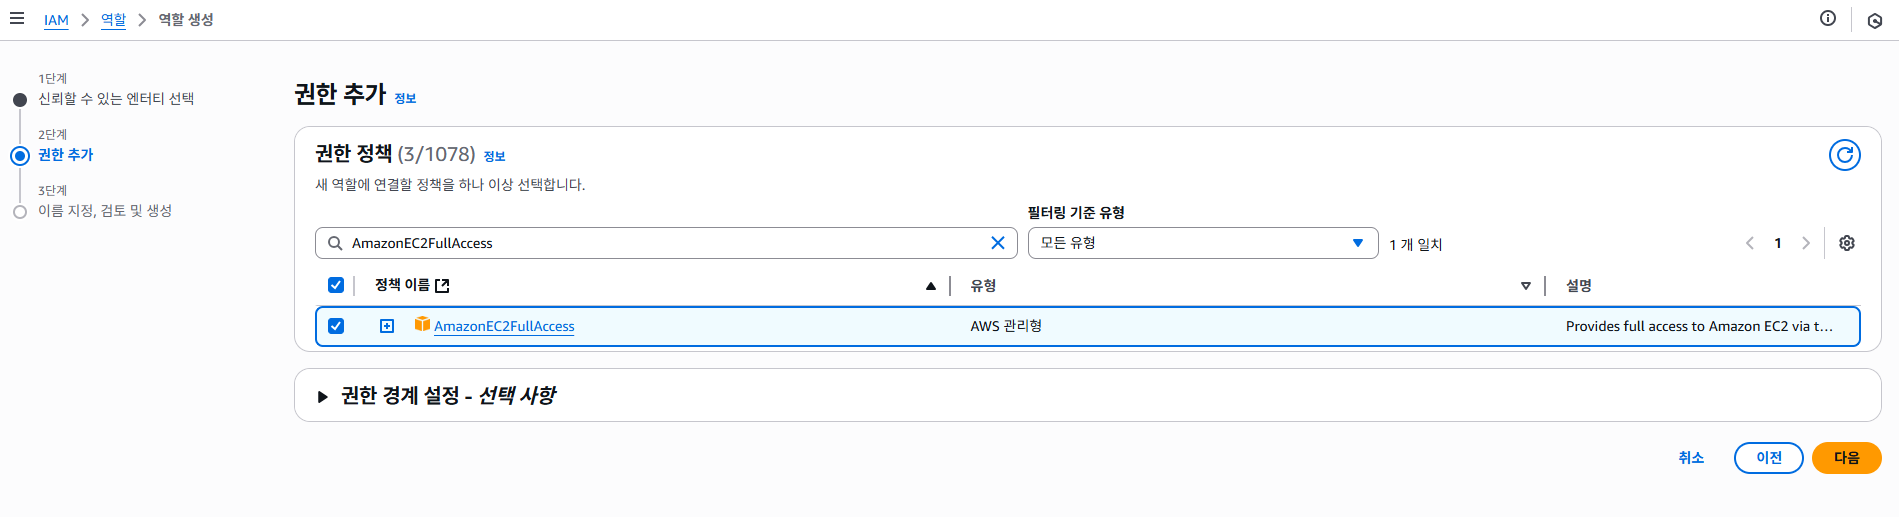 IAM > 역할 > 역할 생성
1단계
신뢰할 수 있는 엔터티 선택
2단계
권한 추가
3단계
이름 지정, 검토 및 생성
권한 추가 정보
권한 정책 (3/1078) 정보
새 역할에 연결할 정책을 하나 이상 선택합니다.
필터링 기준 유형
AmazonEC2FullAccess
모든 유형
1 개 일치
1
정책 이름
유형
설명
AmazonEC2FullAccess
AWS 관리형
Provides full access to Amazon EC2 via t...
권한 경계 설정 - 선택 사항
취소
이전
다음